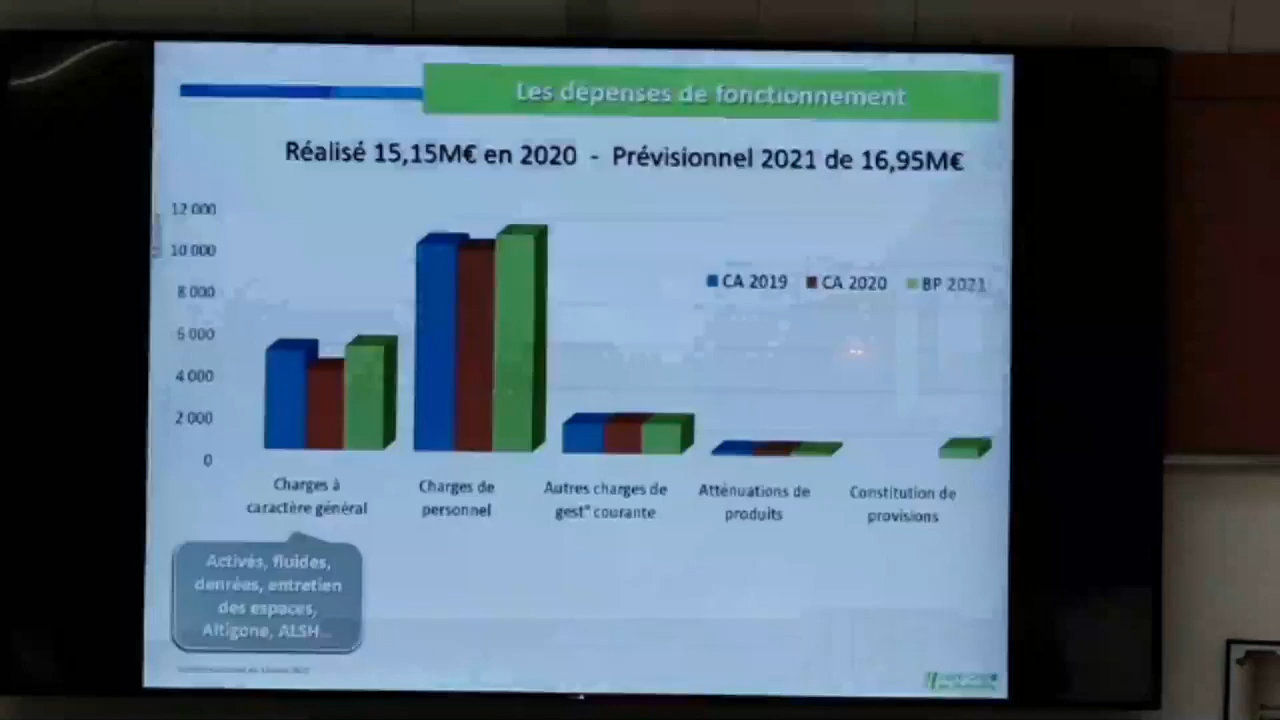 Les dépenses de fonctionnement
Réalisé 15,15M€ en 2020 - Prévisionnel 2021 de 16,95M€
12 000
10 000
8 000
6 000
4 000
2 000
0
CA 2019
CA 2020
BP 2021
Charges à
caractère général
Charges de
personnel
Autres charges de
gest° courante
Atténuations de
produits
Constitution de
provisions
Activés, fluides,
denrées, entretien
des espaces,
Altigone, ALSH...